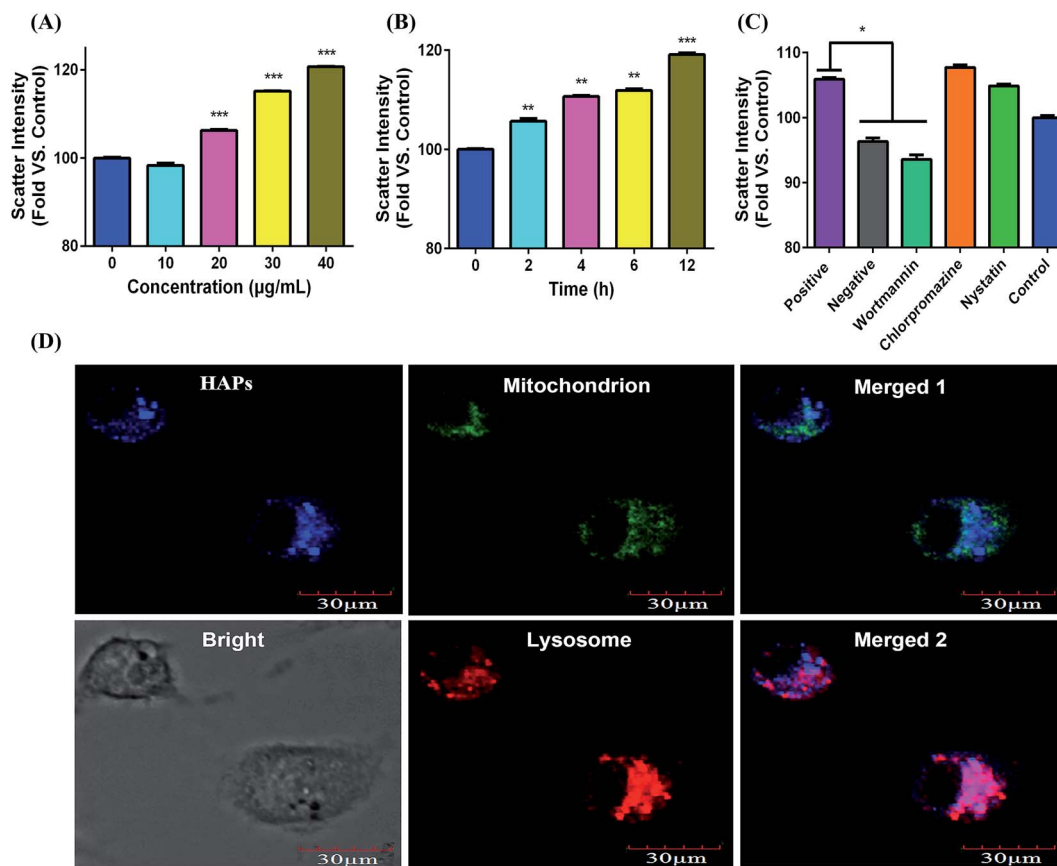 (A)
Scatter Intensity
(Fold VS. Control)
120
100
80
***
***
***
0 10 20 30 40
Concentration (µg/mL)
(B)
Scatter Intensity
(Fold VS. Control)
120
100
80
**
**
**
***
0 2 4 6 12
Time (h)
(C)
Scatter Intensity
(Fold VS. Control)
110
100
90
80
*
Positive
Negative
Wortmannin
Chlorpromazine
Nystatin
Control
(D)
HAPs
30µm
Mitochondrion
30µm
Merged 1
30µm
Bright
30µm
Lysosome
30µm
Merged 2
30µm